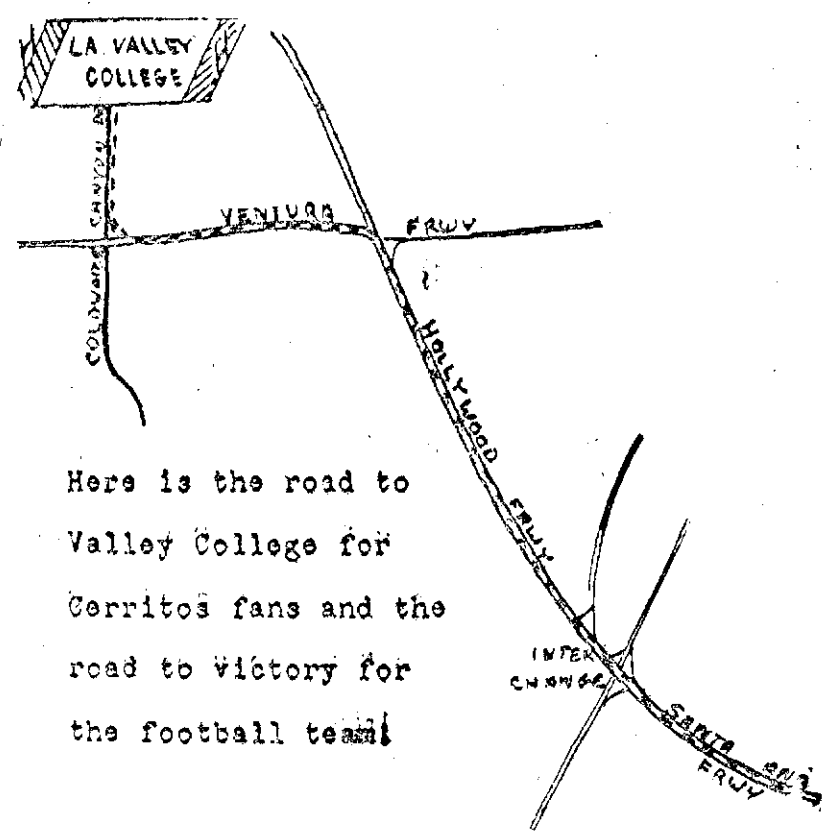 LA VALLEY
COLLEGE
COLDWATER CANYON
VENTURA FRWY
HOLLYWOOD FRWY
Here is the road to
Valley College for
Cerritos fans and the
road to victory for
the football team!
INTER
CHANGE
SANTA ANA
FRWY